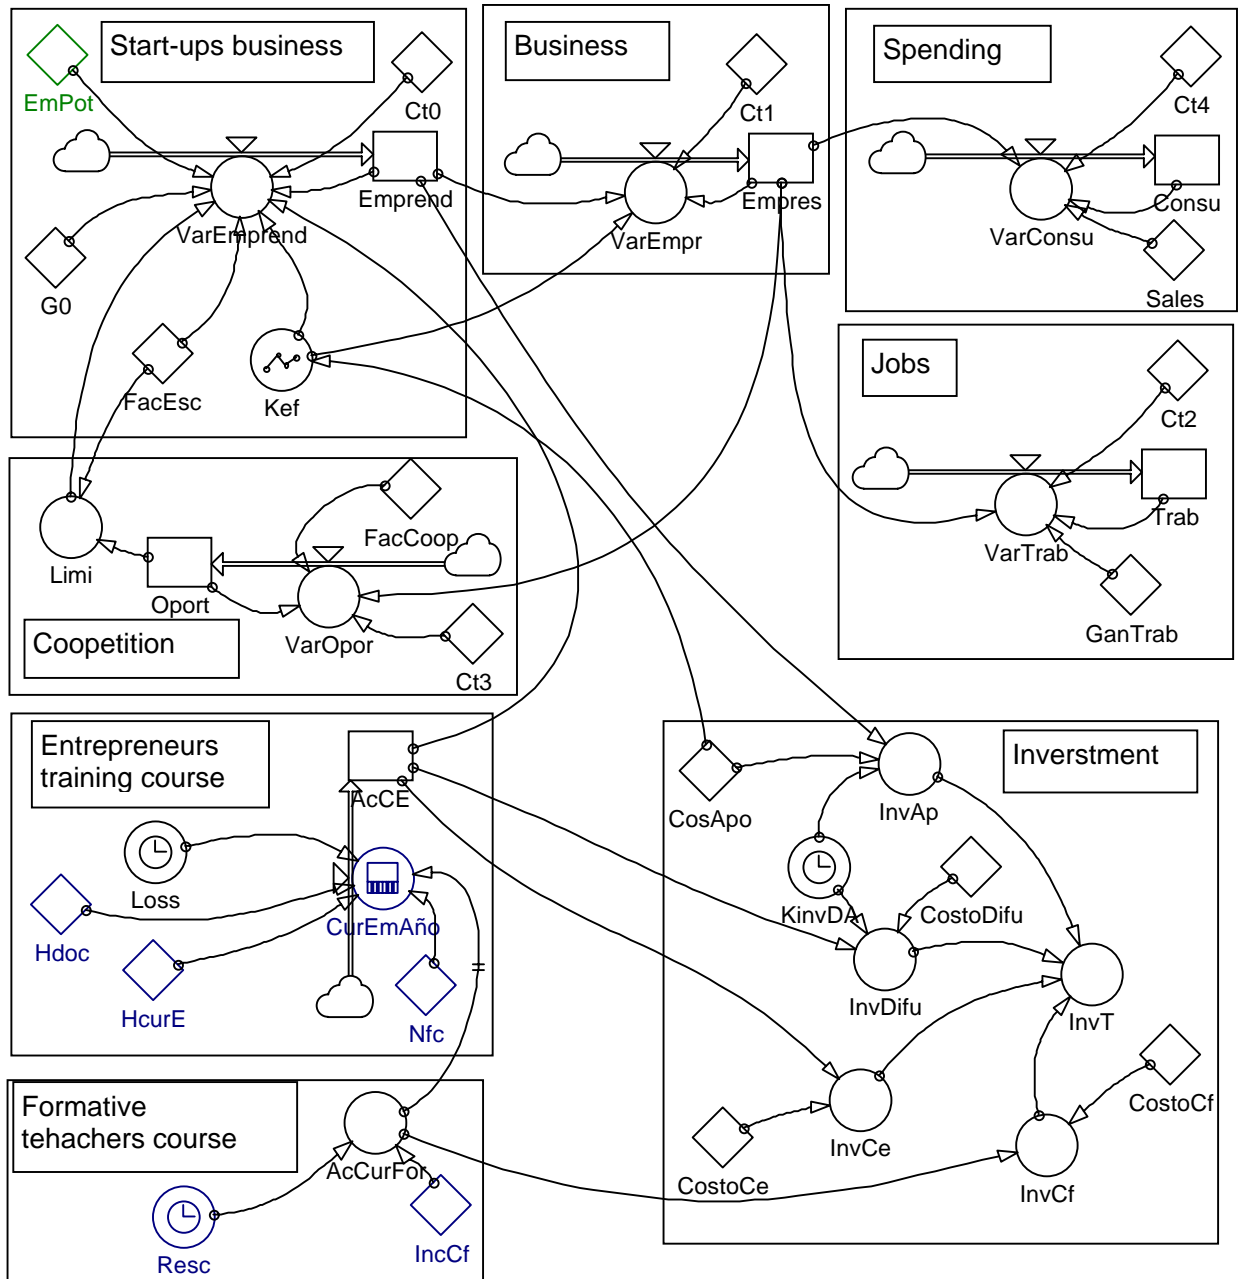 Start-ups business
EmPot
Ct0
Emprend
VarEmprend
G0
FacEsc
Kef
Business
Ct1
Empres
VarEmpr
Spending
Ct4
Consu
VarConsu
Sales
Jobs
Ct2
Trab
VarTrab
GanTrab
FacCoop
Limi
Oport
VarOpor
Coopetition
Ct3
Entrepreneurs
training course
AcCE
Loss
CurEmAño
Hdoc
HcurE
Nfc
Inverstment
CosApo
InvAp
KinvDA
CostoDifu
InvDifu
InvT
CostoCf
InvCe
CostoCe
InvCf
Formative
tehachers course
AcCurFor
Resc
IncCf